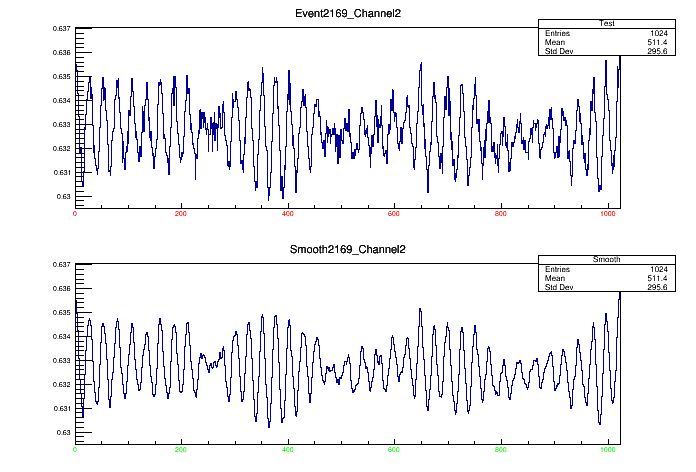 Event2169_Channel2
Test
Entries 1024
Mean 511.4
Std Dev 295.6
0.637
0.636
0.635
0.634
0.633
0.632
0.631
0.63
0 200 400 600 800 1000
Smooth2169_Channel2
Smooth
Entries 1024
Mean 511.4
Std Dev 295.6
0.637
0.636
0.635
0.634
0.633
0.632
0.631
0.63
0 200 400 600 800 1000